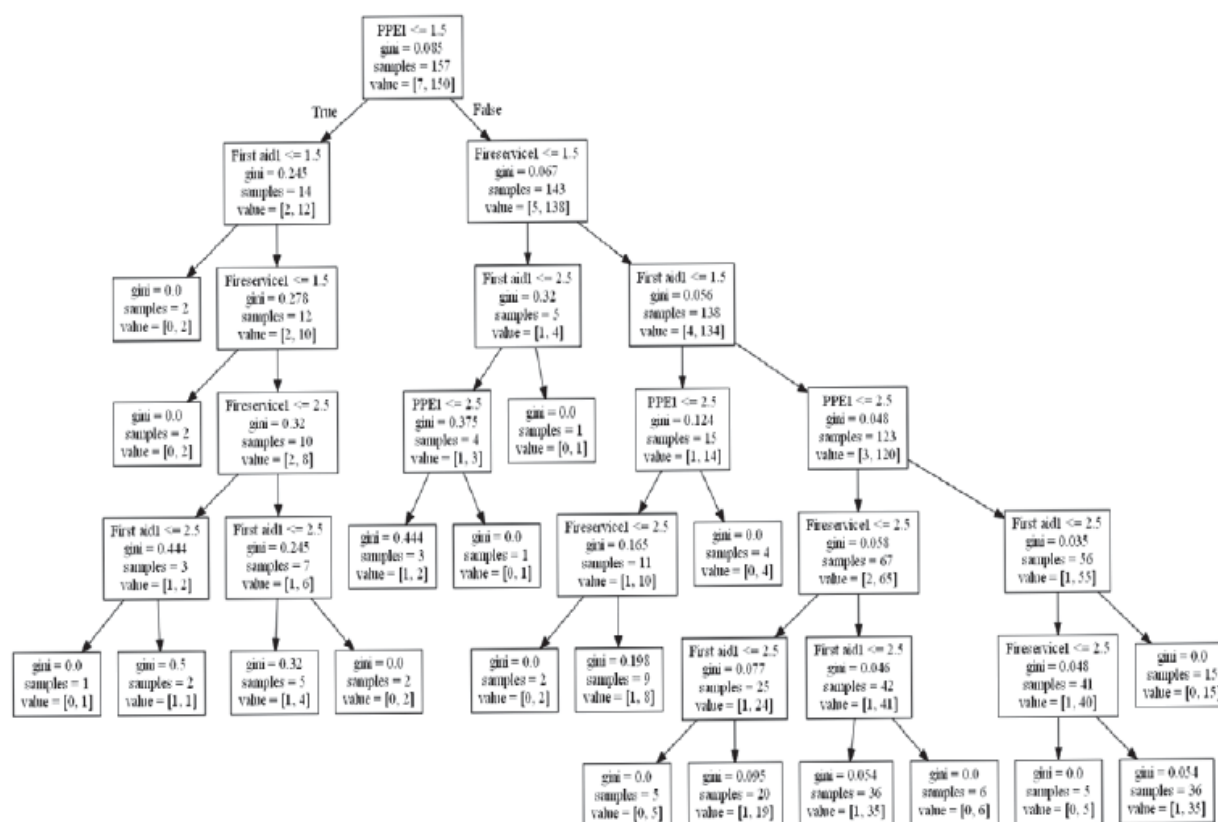 PPE1 <= 1.5
gini = 0.085
samples = 157
value = [7, 150]
True
False
First aid1 <= 1.5
gini = 0.245
samples = 14
value = [2, 12]
Fireservice1 <= 1.5
gini = 0.067
samples = 143
value = [5, 138]
gini = 0.0
samples = 2
value = [0, 2]
Fireservice1 <= 1.5
gini = 0.278
samples = 12
value = [2, 10]
First aid1 <= 2.5
gini = 0.32
samples = 5
value = [1, 4]
First aid1 <= 1.5
gini = 0.056
samples = 138
value = [4, 134]
gini = 0.0
samples = 2
value = [0, 2]
Fireservice1 <= 2.5
gini = 0.32
samples = 10
value = [2, 8]
PPE1 <= 2.5
gini = 0.375
samples = 4
value = [1, 3]
gini = 0.0
samples = 1
value = [0, 1]
PPE1 <= 2.5
gini = 0.124
samples = 15
value = [1, 14]
PPE1 <= 2.5
gini = 0.048
samples = 123
value = [3, 120]
First aid1 <= 2.5
gini = 0.444
samples = 3
value = [1, 2]
First aid1 <= 2.5
gini = 0.245
samples = 7
value = [1, 6]
gini = 0.444
samples = 3
value = [1, 2]
gini = 0.0
samples = 1
value = [0, 1]
Fireservice1 <= 2.5
gini = 0.165
samples = 11
value = [1, 10]
gini = 0.0
samples = 4
value = [0, 4]
Fireservice1 <= 2.5
gini = 0.058
samples = 67
value = [2, 65]
First aid1 <= 2.5
gini = 0.035
samples = 56
value = [1, 55]
gini = 0.0
samples = 1
value = [0, 1]
gini = 0.5
samples = 2
value = [1, 1]
gini = 0.32
samples = 5
value = [1, 4]
gini = 0.0
samples = 2
value = [0, 2]
gini = 0.0
samples = 2
value = [0, 2]
gini = 0.198
samples = 9
value = [1, 8]
First aid1 <= 2.5
gini = 0.077
samples = 25
value = [1, 24]
First aid1 <= 2.5
gini = 0.046
samples = 42
value = [1, 41]
Fireservice1 <= 2.5
gini = 0.048
samples = 41
value = [1, 40]
gini = 0.0
samples = 15
value = [0, 15]
gini = 0.0
samples = 5
value = [0, 5]
gini = 0.095
samples = 20
value = [1, 19]
gini = 0.054
samples = 36
value = [1, 35]
gini = 0.0
samples = 6
value = [0, 6]
gini = 0.0
samples = 5
value = [0, 5]
gini = 0.054
samples = 36
value = [1, 35]